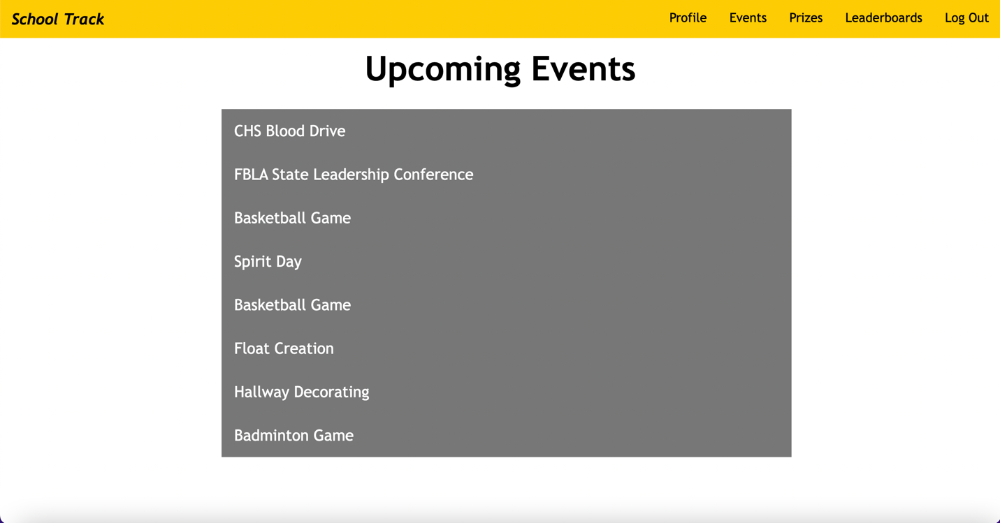 School Track
Profile Events Prizes Leaderboards Log Out
Upcoming Events
CHS Blood Drive
FBLA State Leadership Conference
Basketball Game
Spirit Day
Basketball Game
Float Creation
Hallway Decorating
Badminton Game